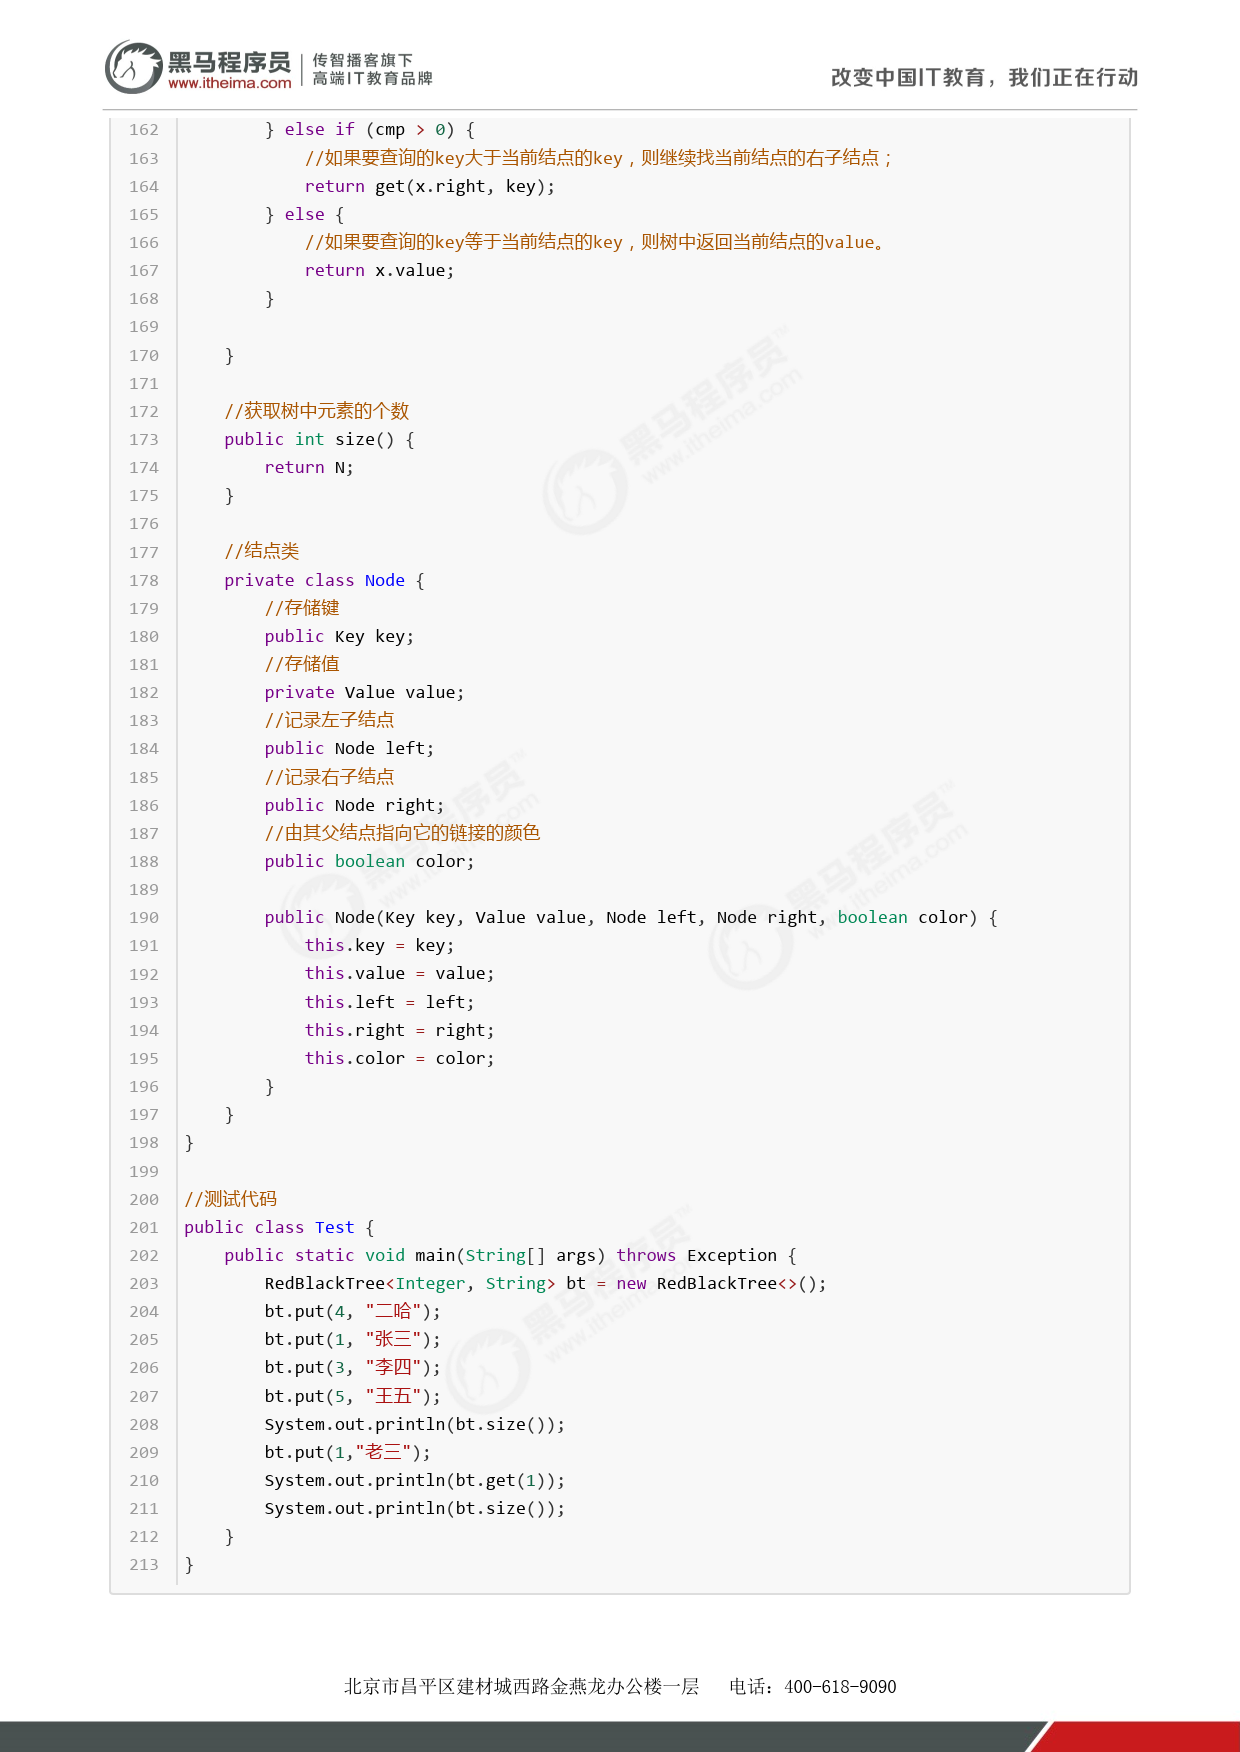 黑马程序员 www.itheima.com 传智播客旗下 高端IT教育品牌
改变中国IT教育，我们正在行动
162         } else if (cmp > 0) {
163             //如果要查询的key大于当前结点的key，则继续找当前结点的右子结点；
164             return get(x.right, key);
165         } else {
166             //如果要查询的key等于当前结点的key，则树中返回当前结点的value。
167             return x.value;
168         }
169
170     }
171
172     //获取树中元素的个数
173     public int size() {
174         return N;
175     }
176
177     //结点类
178     private class Node {
179         //存储键
180         public Key key;
181         //存储值
182         private Value value;
183         //记录左子结点
184         public Node left;
185         //记录右子结点
186         public Node right;
187         //由其父结点指向它的链接的颜色
188         public boolean color;
189
190         public Node(Key key, Value value, Node left, Node right, boolean color) {
191             this.key = key;
192             this.value = value;
193             this.left = left;
194             this.right = right;
195             this.color = color;
196         }
197     }
198 }
199
200 //测试代码
201 public class Test {
202     public static void main(String[] args) throws Exception {
203         RedBlackTree<Integer, String> bt = new RedBlackTree<>();
204         bt.put(4, "二哈");
205         bt.put(1, "张三");
206         bt.put(3, "李四");
207         bt.put(5, "王五");
208         System.out.println(bt.size());
209         bt.put(1,"老三");
210         System.out.println(bt.get(1));
211         System.out.println(bt.size());
212     }
213 }
北京市昌平区建材城西路金燕龙办公楼一层 电话：400-618-9090